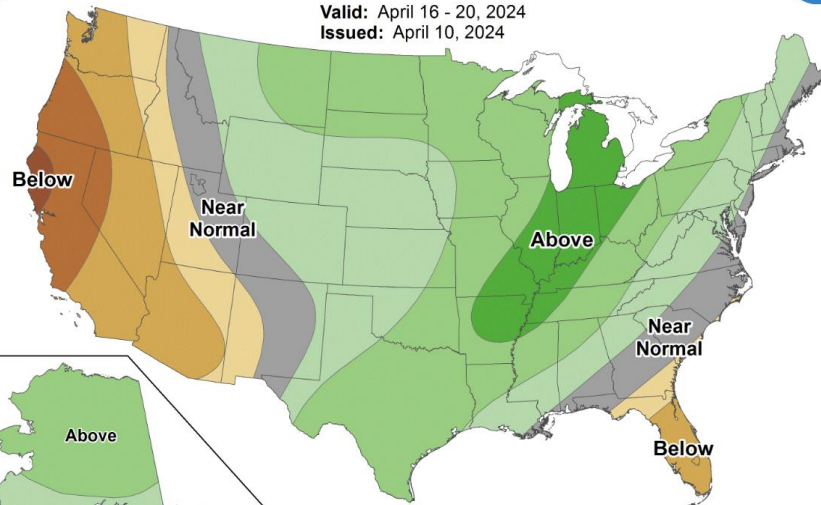 Valid: April 16 - 20, 2024
Issued: April 10, 2024
Below
Near
Normal
Above
Near
Normal
Above
Below